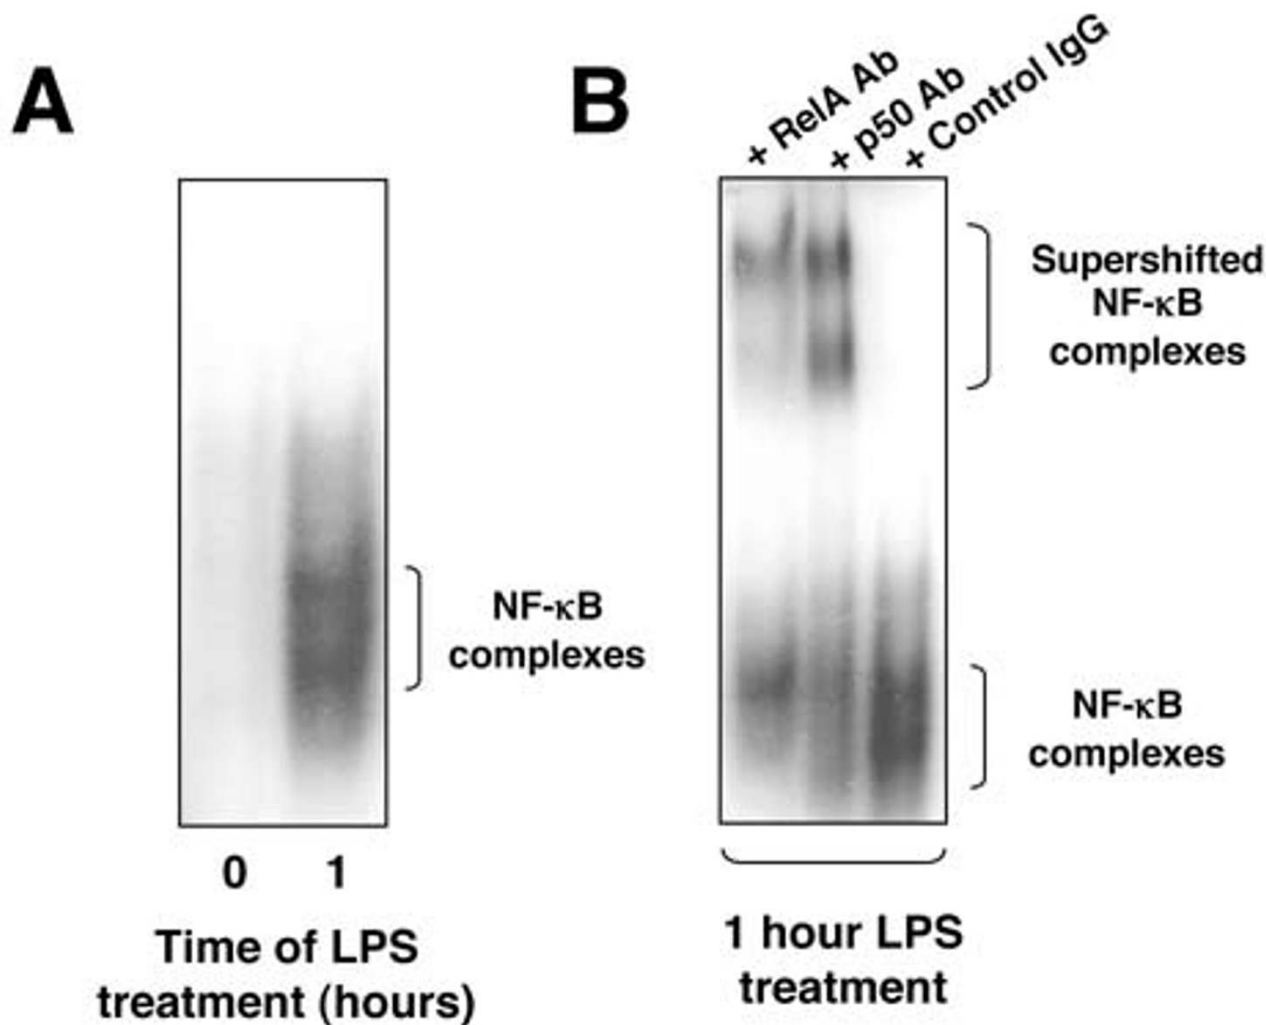 A
B
+ RelA Ab
+ p50 Ab
+ Control IgG
Supershifted
NF-κB
complexes
NF-κB
complexes
NF-κB
complexes
0 1
Time of LPS
treatment (hours)
1 hour LPS
treatment